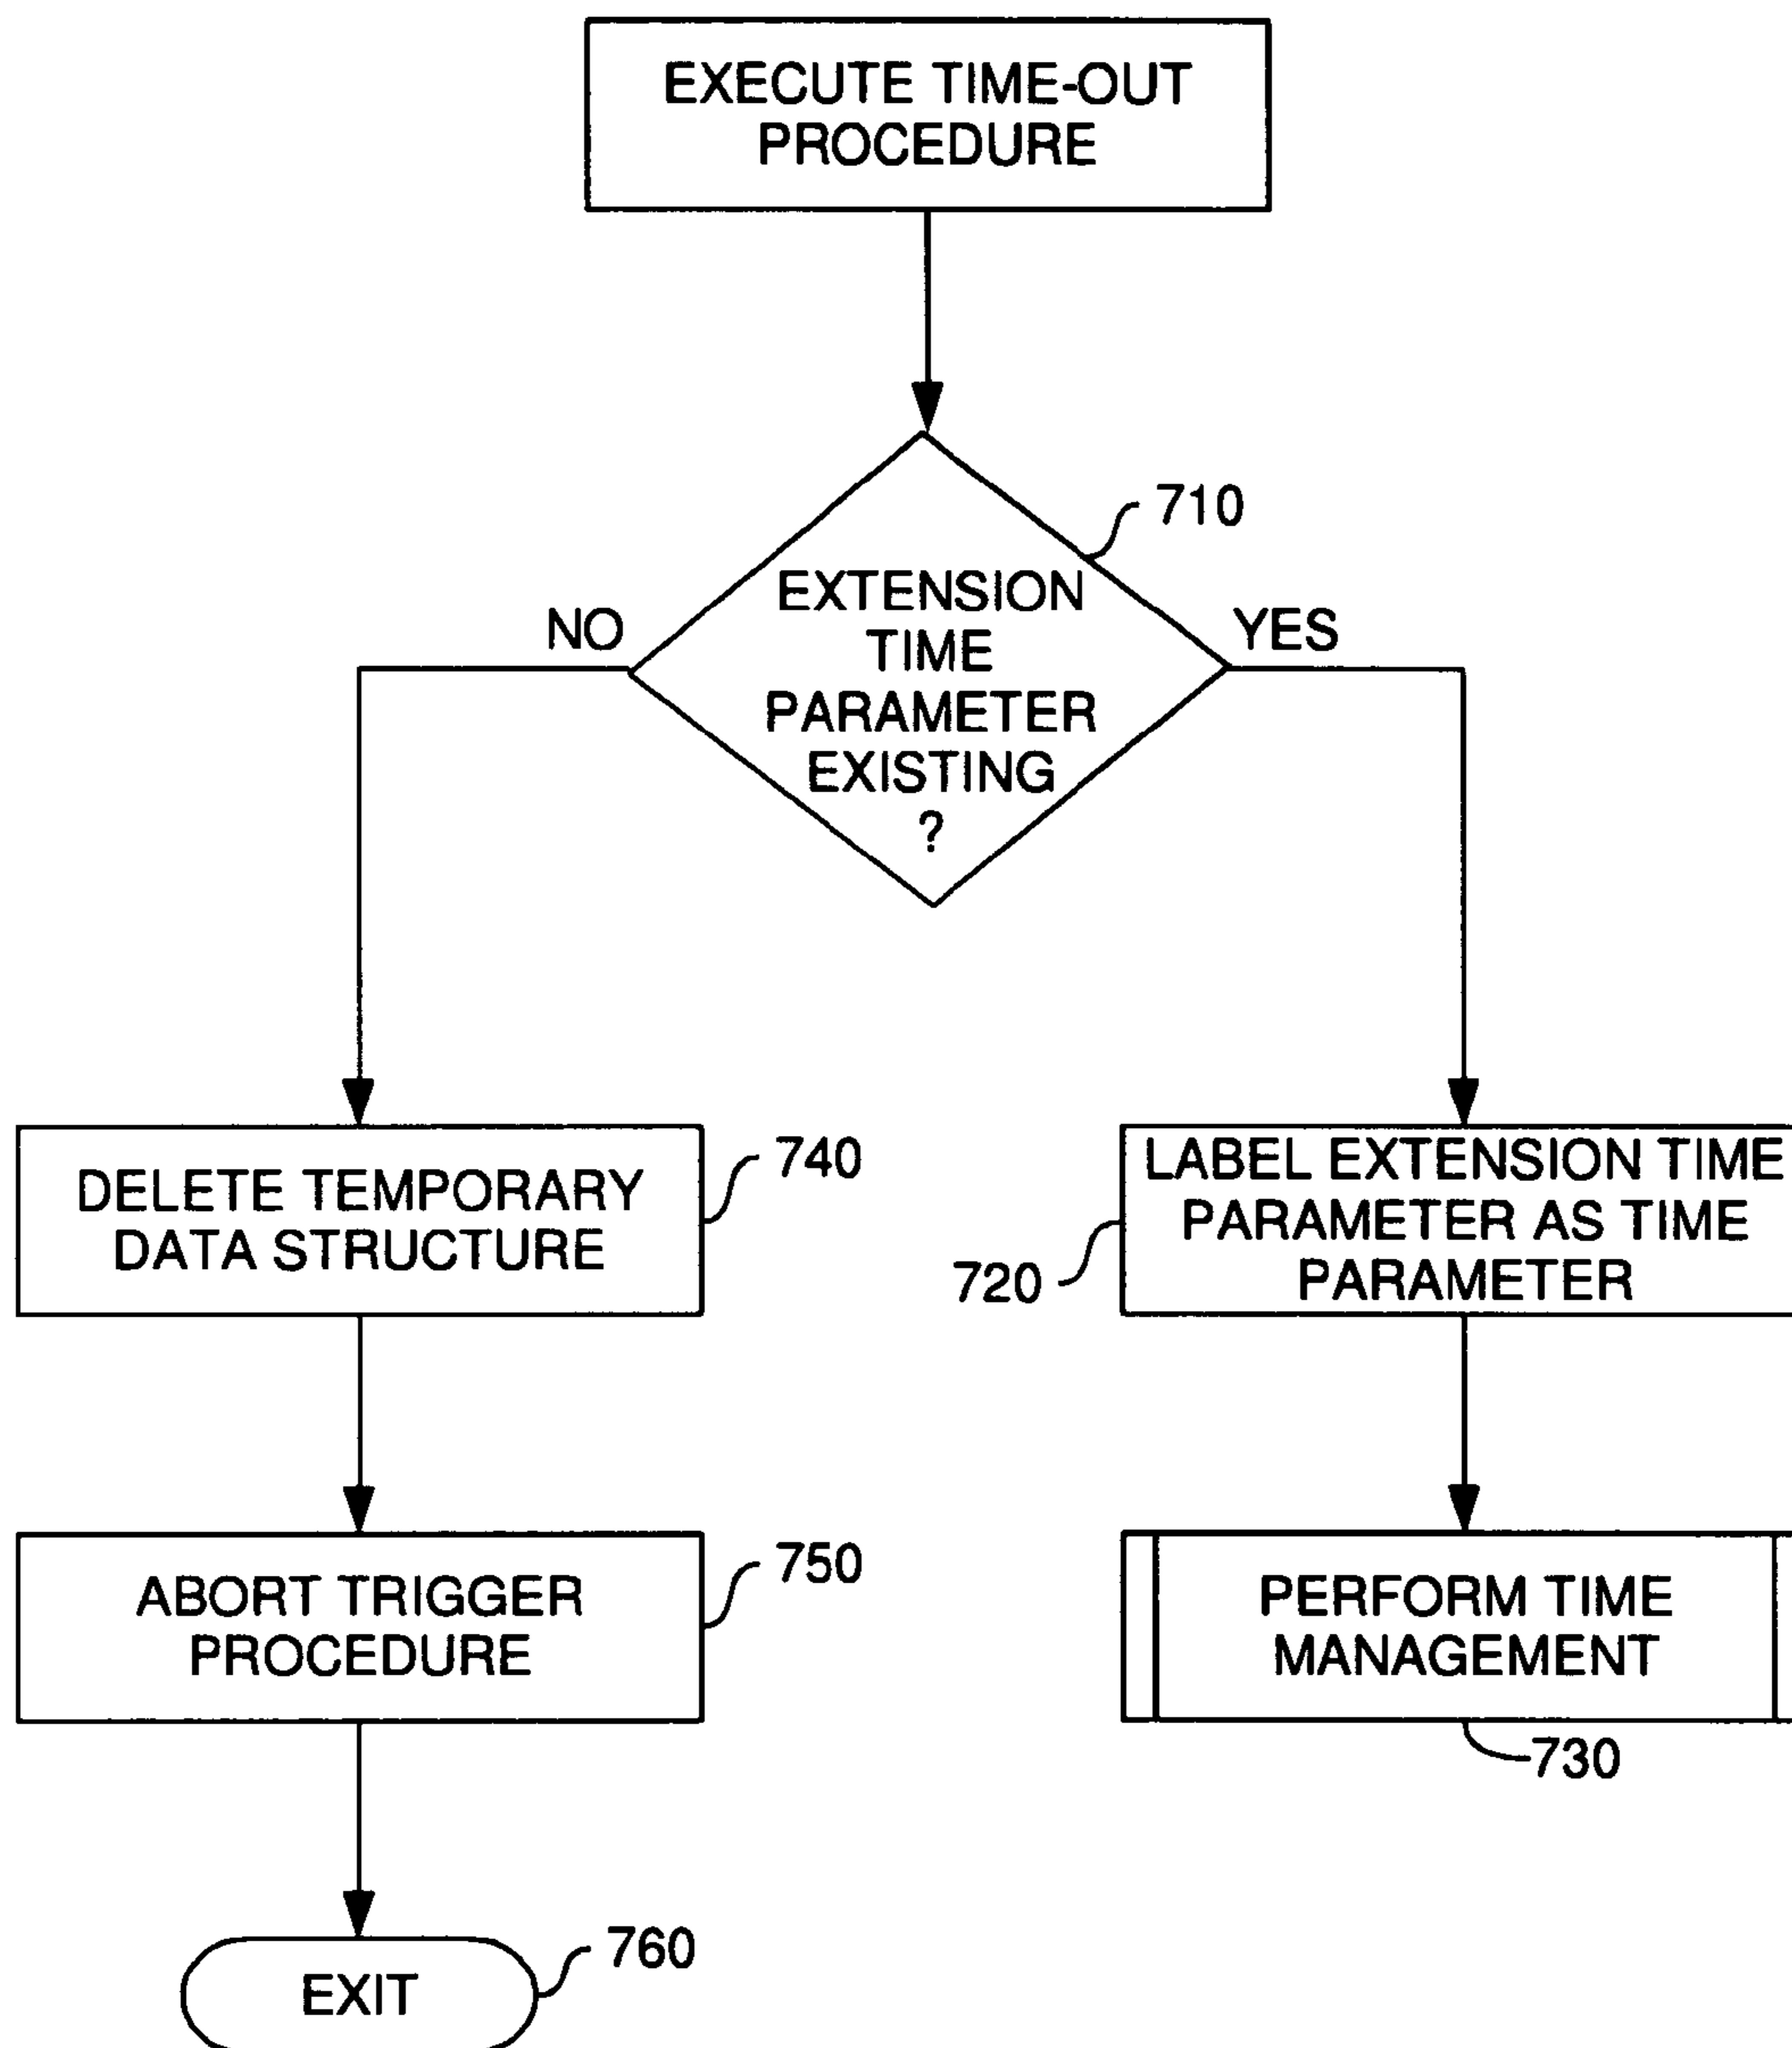 EXECUTE TIME-OUT
PROCEDURE
710
EXTENSION
TIME
PARAMETER
EXISTING
?
NO
YES
DELETE TEMPORARY
DATA STRUCTURE
740
LABEL EXTENSION TIME
PARAMETER AS TIME
PARAMETER
720
ABORT TRIGGER
PROCEDURE
750
PERFORM TIME
MANAGEMENT
730
EXIT
760